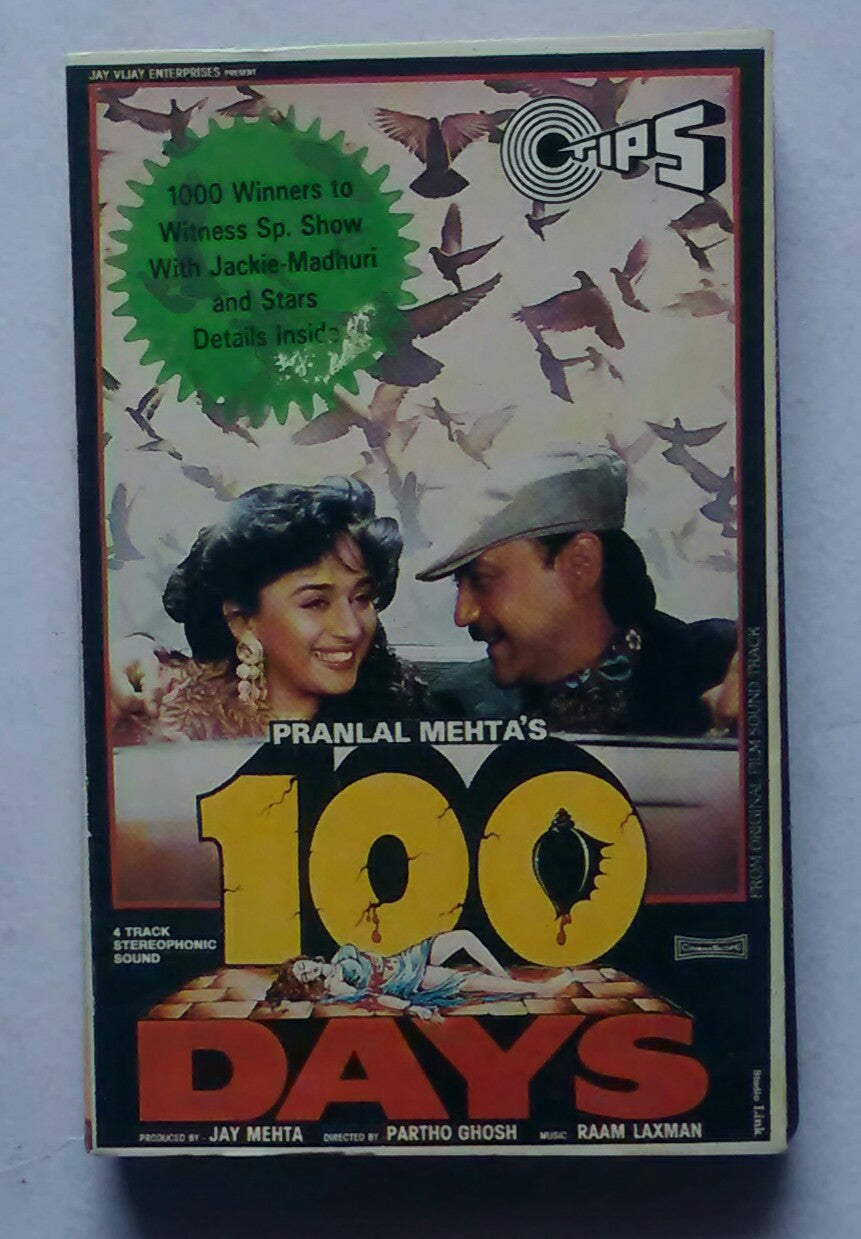 JAY VIJAY ENTERPRISES PRESENT
TIPS
1000 Winners to
Witness Sp. Show
With Jackie-Madhuri
and Stars
Details Inside
PRANLAL MEHTA'S
100
4 TRACK
STEREOPHONIC
SOUND
CINEMASCOPE
DAYS
PRODUCED BY - JAY MEHTA DIRECTED BY PARTHO GHOSH MUSIC RAAM LAXMAN
FROM ORIGINAL FILM SOUND TRACK
Studio Link